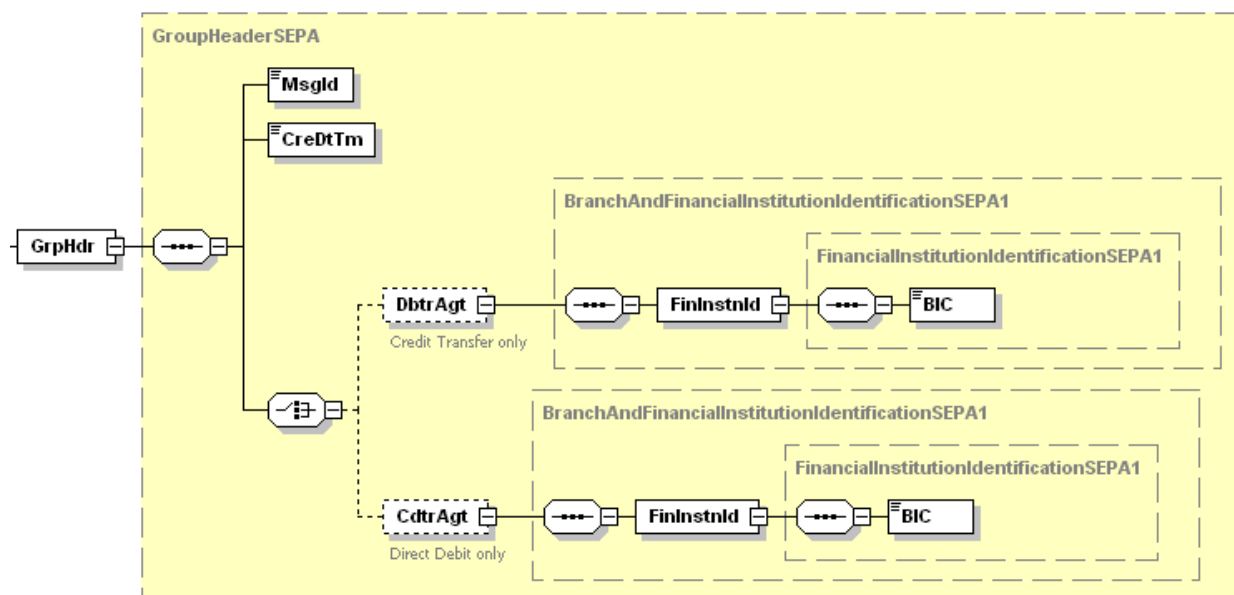 GroupHeaderSEPA
MsgId
CreDtTm
GrpHdr
BranchAndFinancialInstitutionIdentificationSEPA1
FinancialInstitutionIdentificationSEPA1
DbtrAgt
FinInstnId
BIC
Credit Transfer only
BranchAndFinancialInstitutionIdentificationSEPA1
FinancialInstitutionIdentificationSEPA1
CdtrAgt
FinInstnId
BIC
Direct Debit only